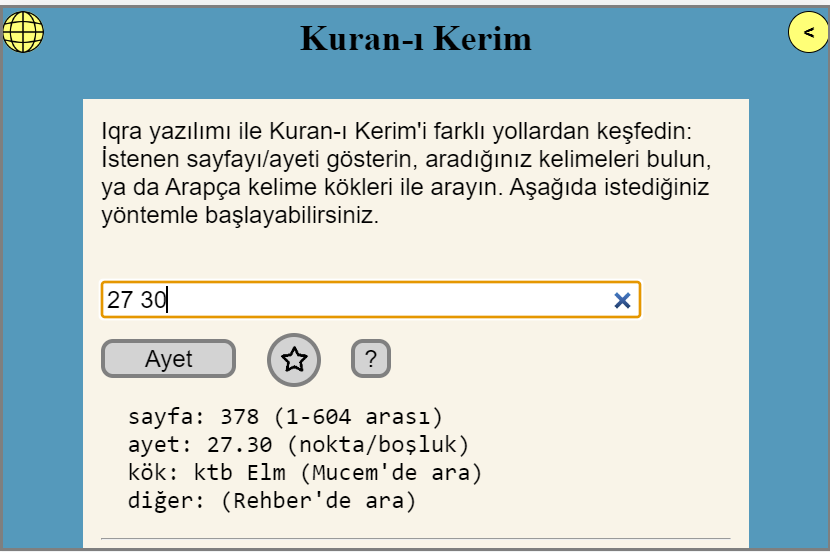 Kuran-ı Kerim
<
Iqra yazılımı ile Kuran-ı Kerim'i farklı yollardan keşfedin:
İstenen sayfayı/ayeti gösterin, aradığınız kelimeleri bulun,
ya da Arapça kelime kökleri ile arayın. Aşağıda istediğiniz
yöntemle başlayabilirsiniz.
27 30
Ayet
?
sayfa: 378 (1-604 arası)
ayet: 27.30 (nokta/boşluk)
kök: ktb Elm (Mucem'de ara)
diğer: (Rehber'de ara)